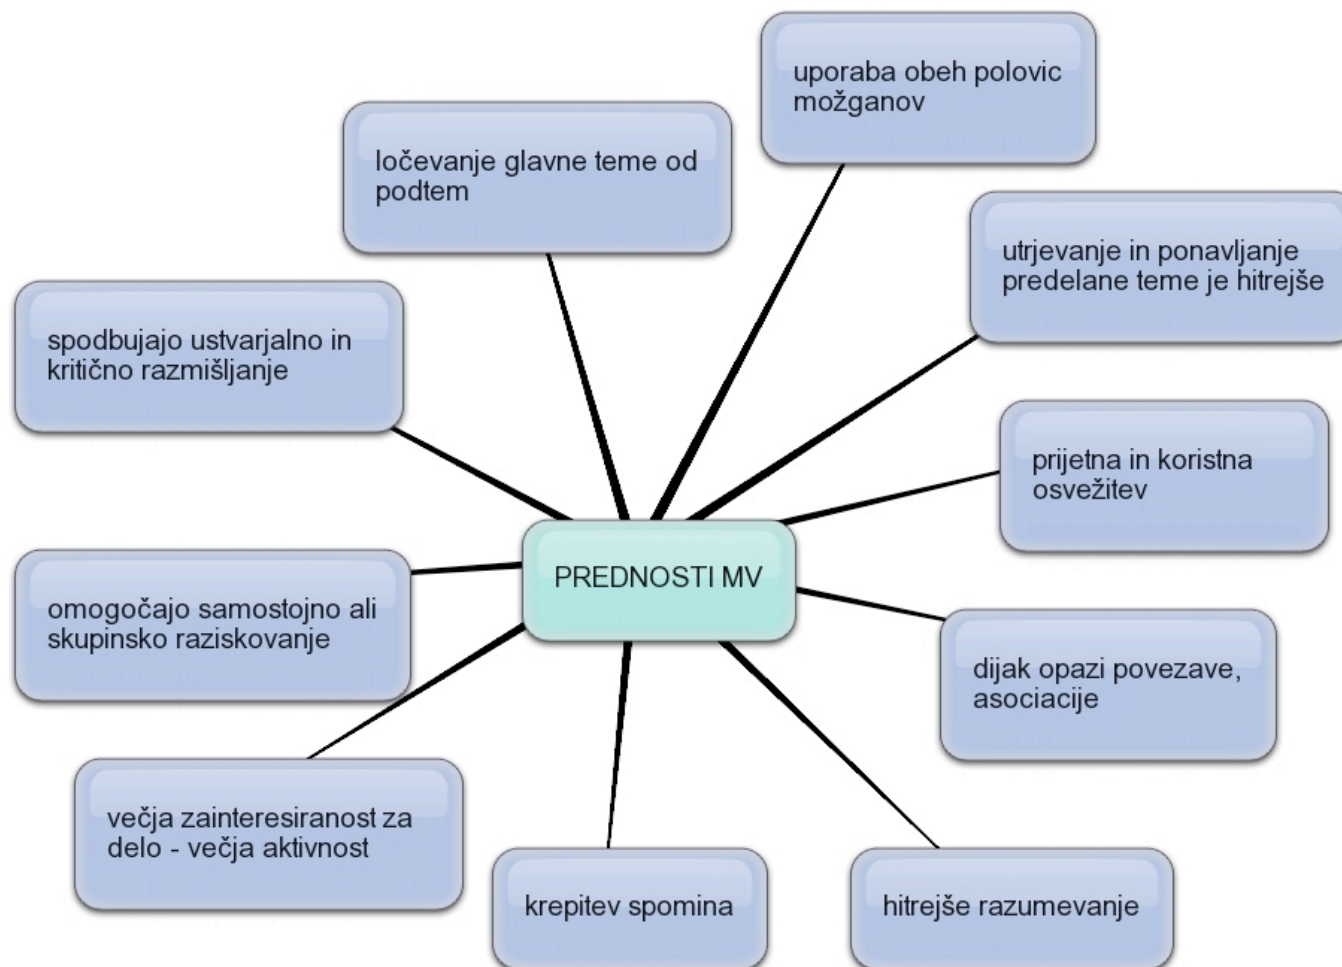 uporaba obeh polovic
možganov
ločevanje glavne teme od
podtem
utrjevanje in ponavljanje
predelane teme je hitrejše
spodbujajo ustvarjalno in
kritično razmišljanje
prijetna in koristna
osvežitev
PREDNOSTI MV
omogočajo samostojno ali
skupinsko raziskovanje
dijak opazi povezave,
asociacije
večja zainteresiranost za
delo - večja aktivnost
krepitev spomina
hitrejše razumevanje